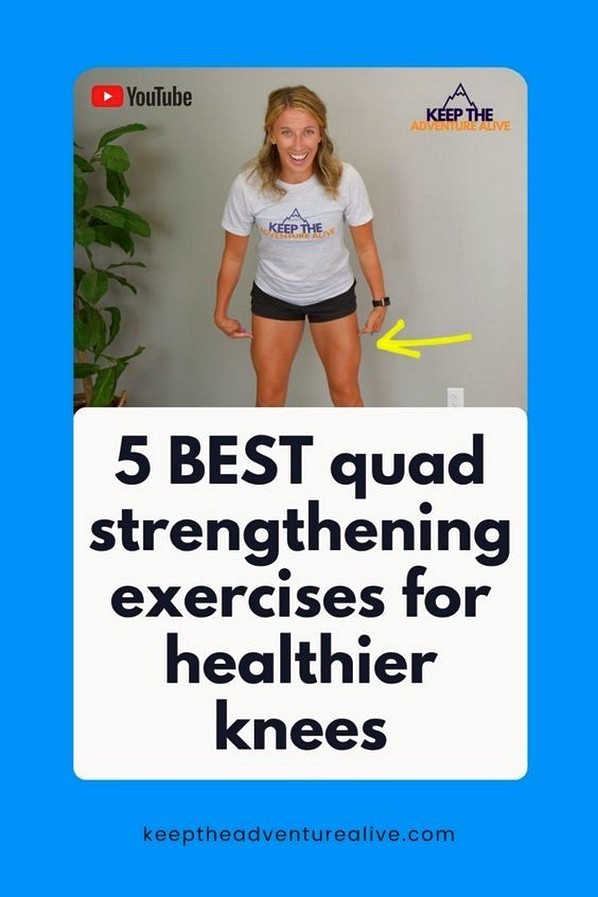 YouTube
KEEP THE
ADVENTURE ALIVE
KEEP THE
ADVENTURE ALIVE
5 BEST quad
strengthening
exercises for
healthier
knees
keeptheadventurealive.com